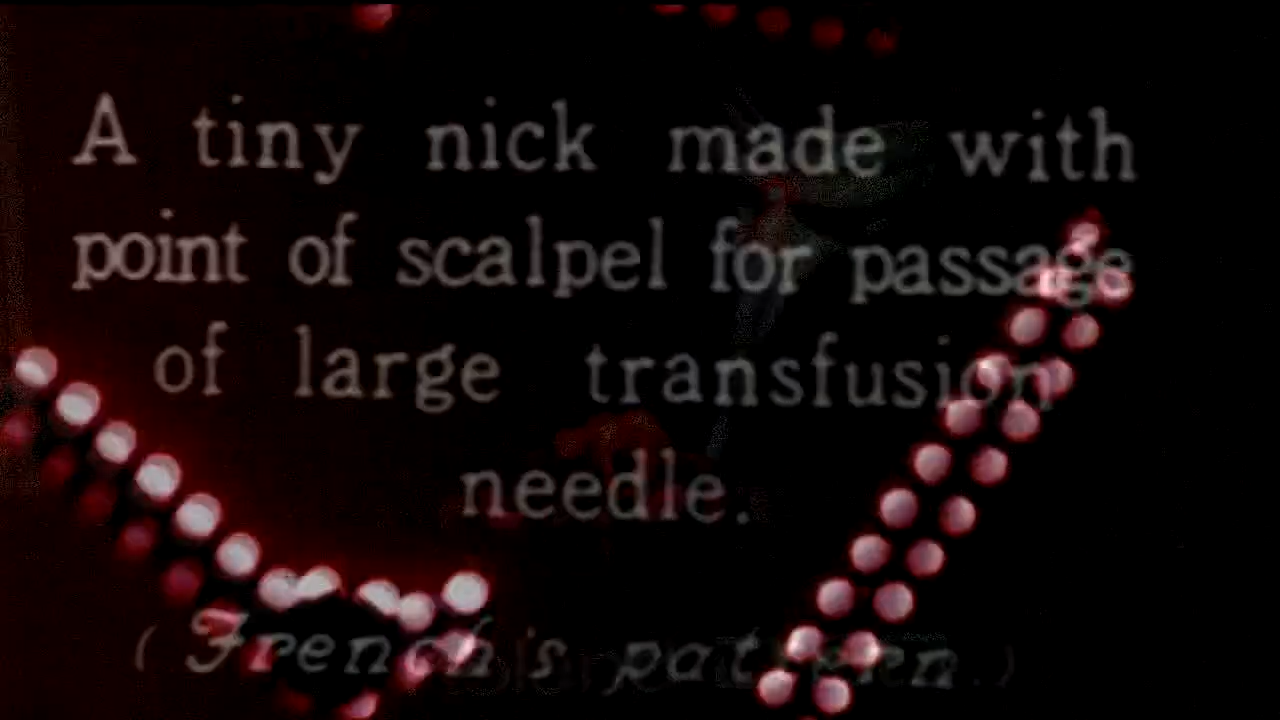 A tiny nick made with
point of scalpel for passage
of large transfusion
needle.
(French's pattern.)